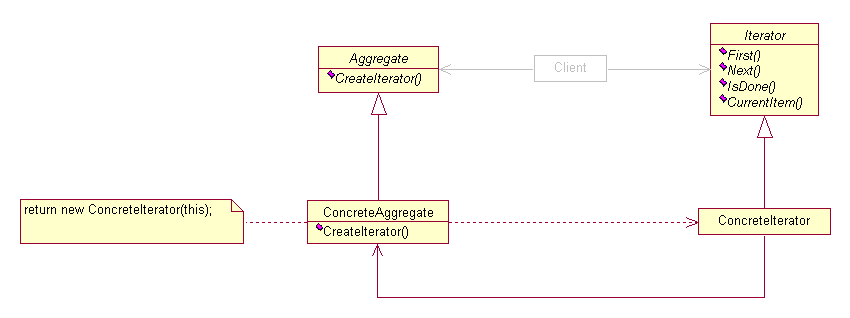 Iterator
First()
Next()
IsDone()
CurrentItem()
Aggregate
CreateIterator()
Client
return new ConcreteIterator(this);
ConcreteAggregate
CreateIterator()
ConcreteIterator